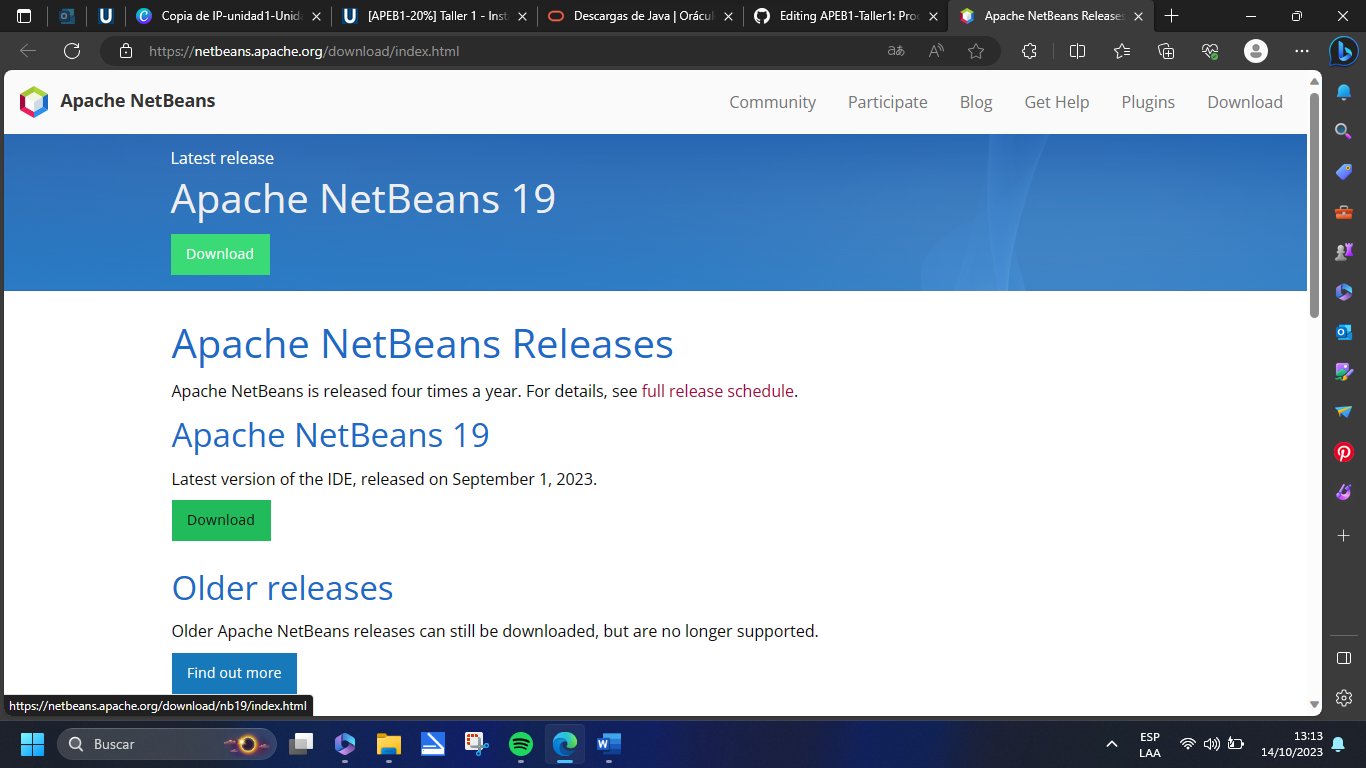 Copia de IP-unidad1-Unida
[APEB1-20%] Taller 1 - Inst
Descargas de Java | Orácul
Editing APEB1-Taller1: Proc
Apache NetBeans Releases
https://netbeans.apache.org/download/index.html
Apache NetBeans
Community
Participate
Blog
Get Help
Plugins
Download
Latest release
Apache NetBeans 19
Download
Apache NetBeans Releases
Apache NetBeans is released four times a year. For details, see full release schedule.
Apache NetBeans 19
Latest version of the IDE, released on September 1, 2023.
Download
Older releases
Older Apache NetBeans releases can still be downloaded, but are no longer supported.
Find out more
https://netbeans.apache.org/download/nb19/index.html
Buscar
ESP
LAA
13:13
14/10/2023